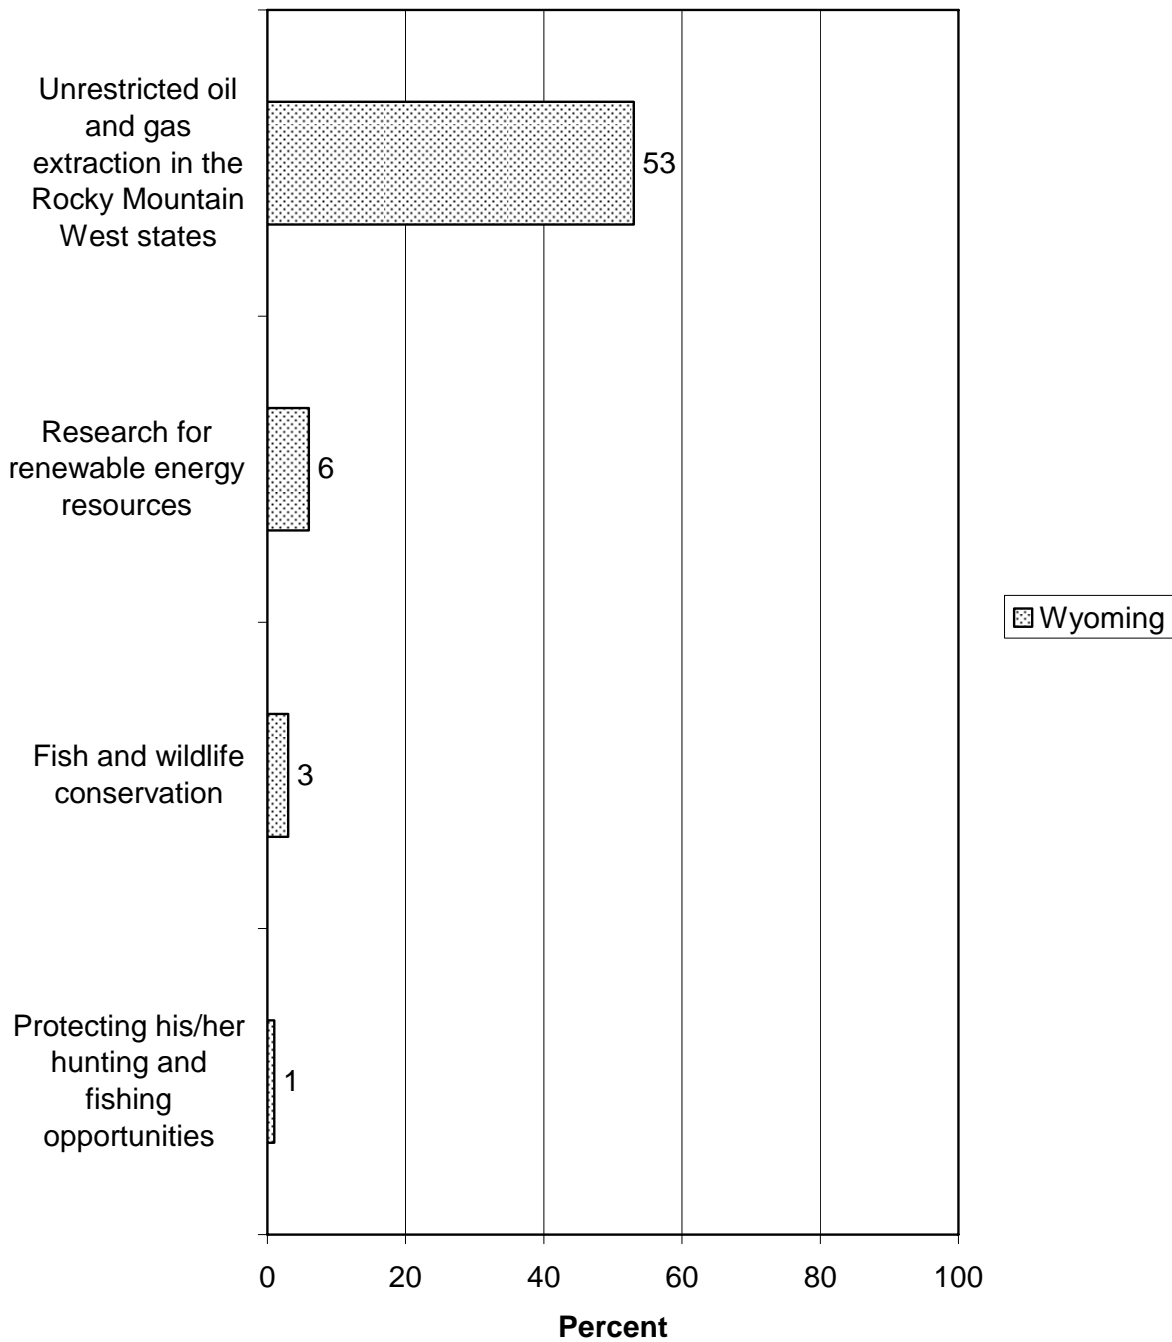 Unrestricted oil
and gas
extraction in the
Rocky Mountain
West states
53
Research for
renewable energy
resources
6
Fish and wildlife
conservation
3
Protecting his/her
hunting and
fishing
opportunities
1
Wyoming
0 20 40 60 80 100
Percent